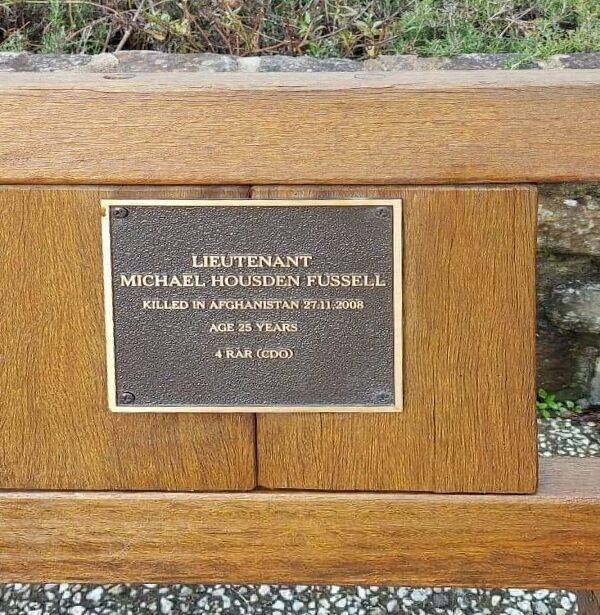 LIEUTENANT
MICHAEL HOUSDEN FUSSELL
KILLED IN AFGHANISTAN 27.11.2008
AGE 25 YEARS
4 RAR (CDO)